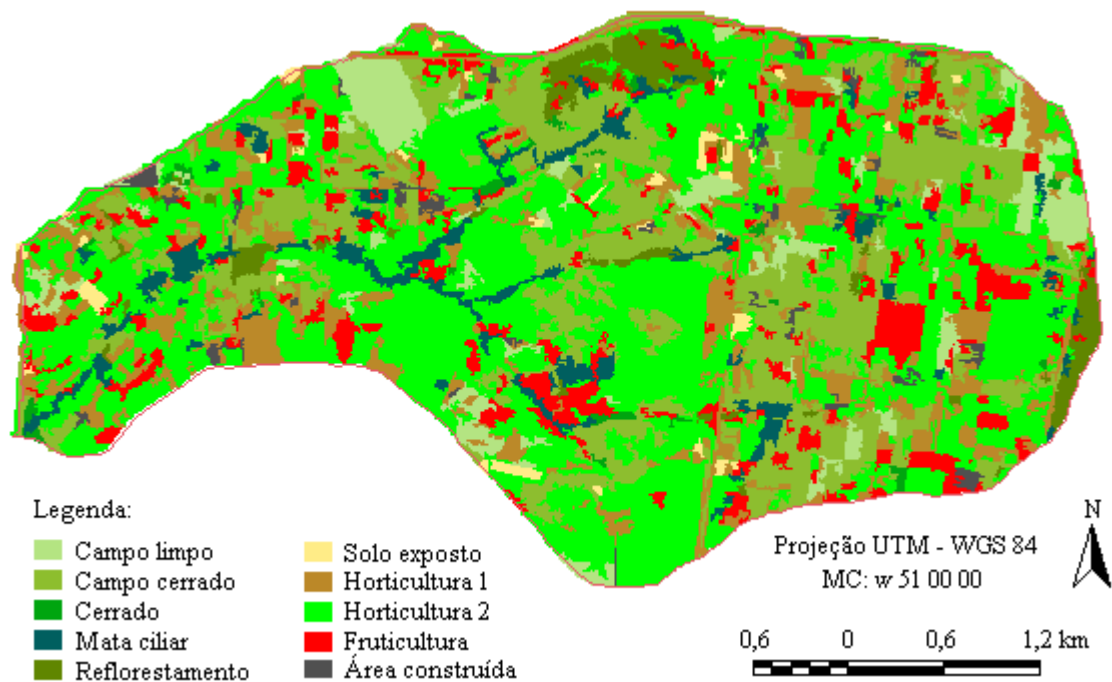 Legenda:
Campo limpo
Campo cerrado
Cerrado
Mata ciliar
Reflorestamento
Solo exposto
Horticultura 1
Horticultura 2
Fruticultura
Área construída
Projeção UTM - WGS 84
MC: w 51 00 00
N
0,6 0 0,6 1,2 km